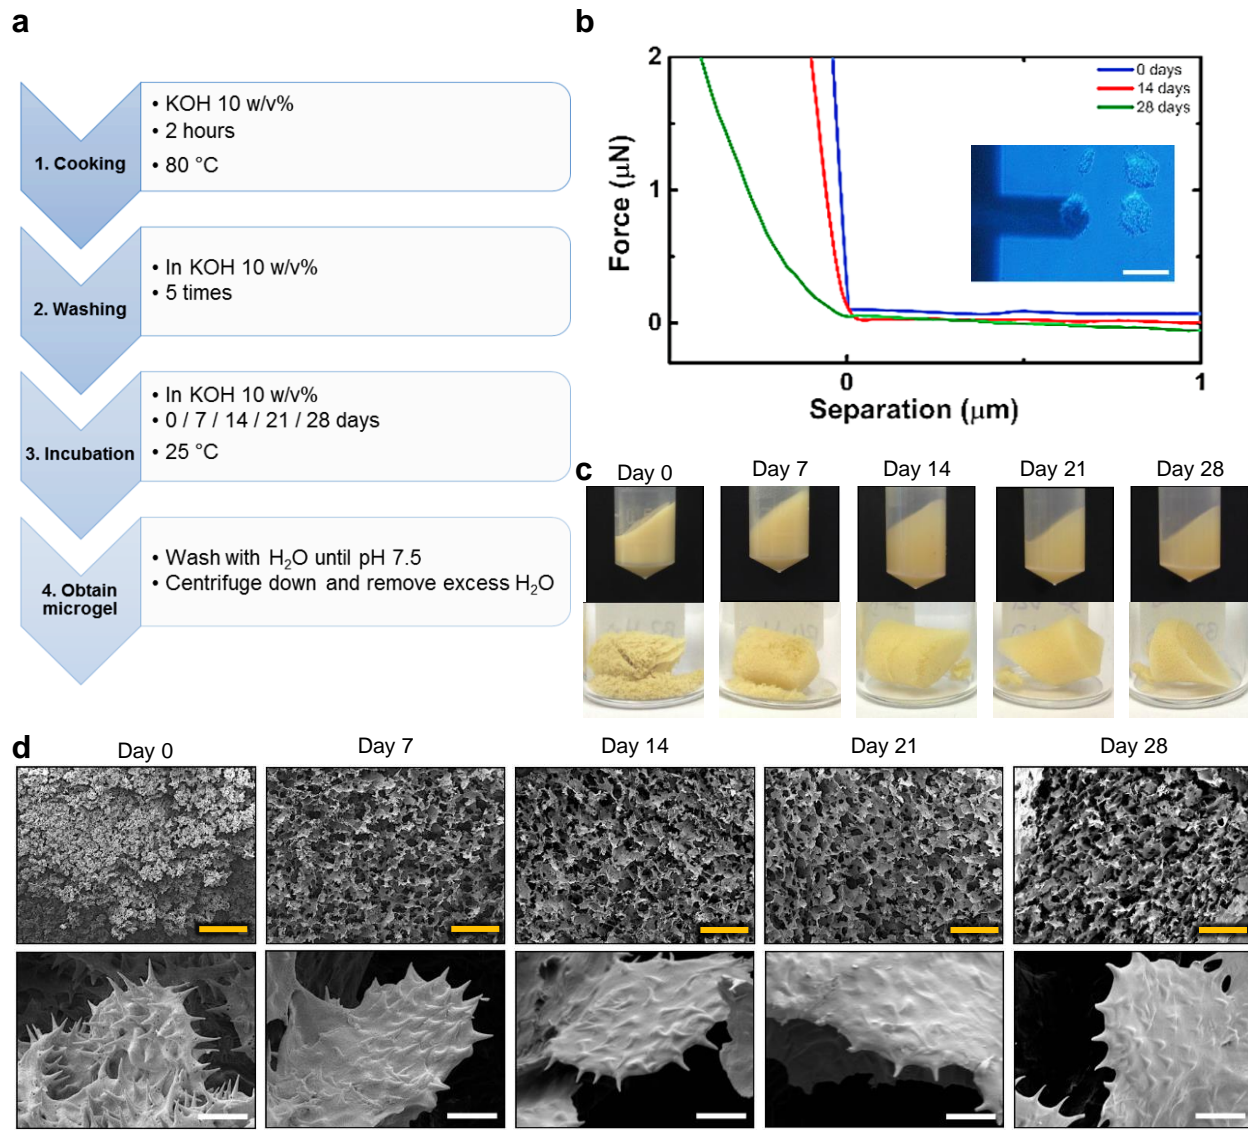 a
1. Cooking
• KOH 10 w/v%
• 2 hours
• 80 °C
2. Washing
• In KOH 10 w/v%
• 5 times
3. Incubation
• In KOH 10 w/v%
• 0 / 7 / 14 / 21 / 28 days
• 25 °C
4. Obtain
microgel
• Wash with H₂O until pH 7.5
• Centrifuge down and remove excess H₂O
b
2
1
0
Force (μN)
0 days
14 days
28 days
0
1
Separation (μm)
c
Day 0
Day 7
Day 14
Day 21
Day 28
d
Day 0
Day 7
Day 14
Day 21
Day 28